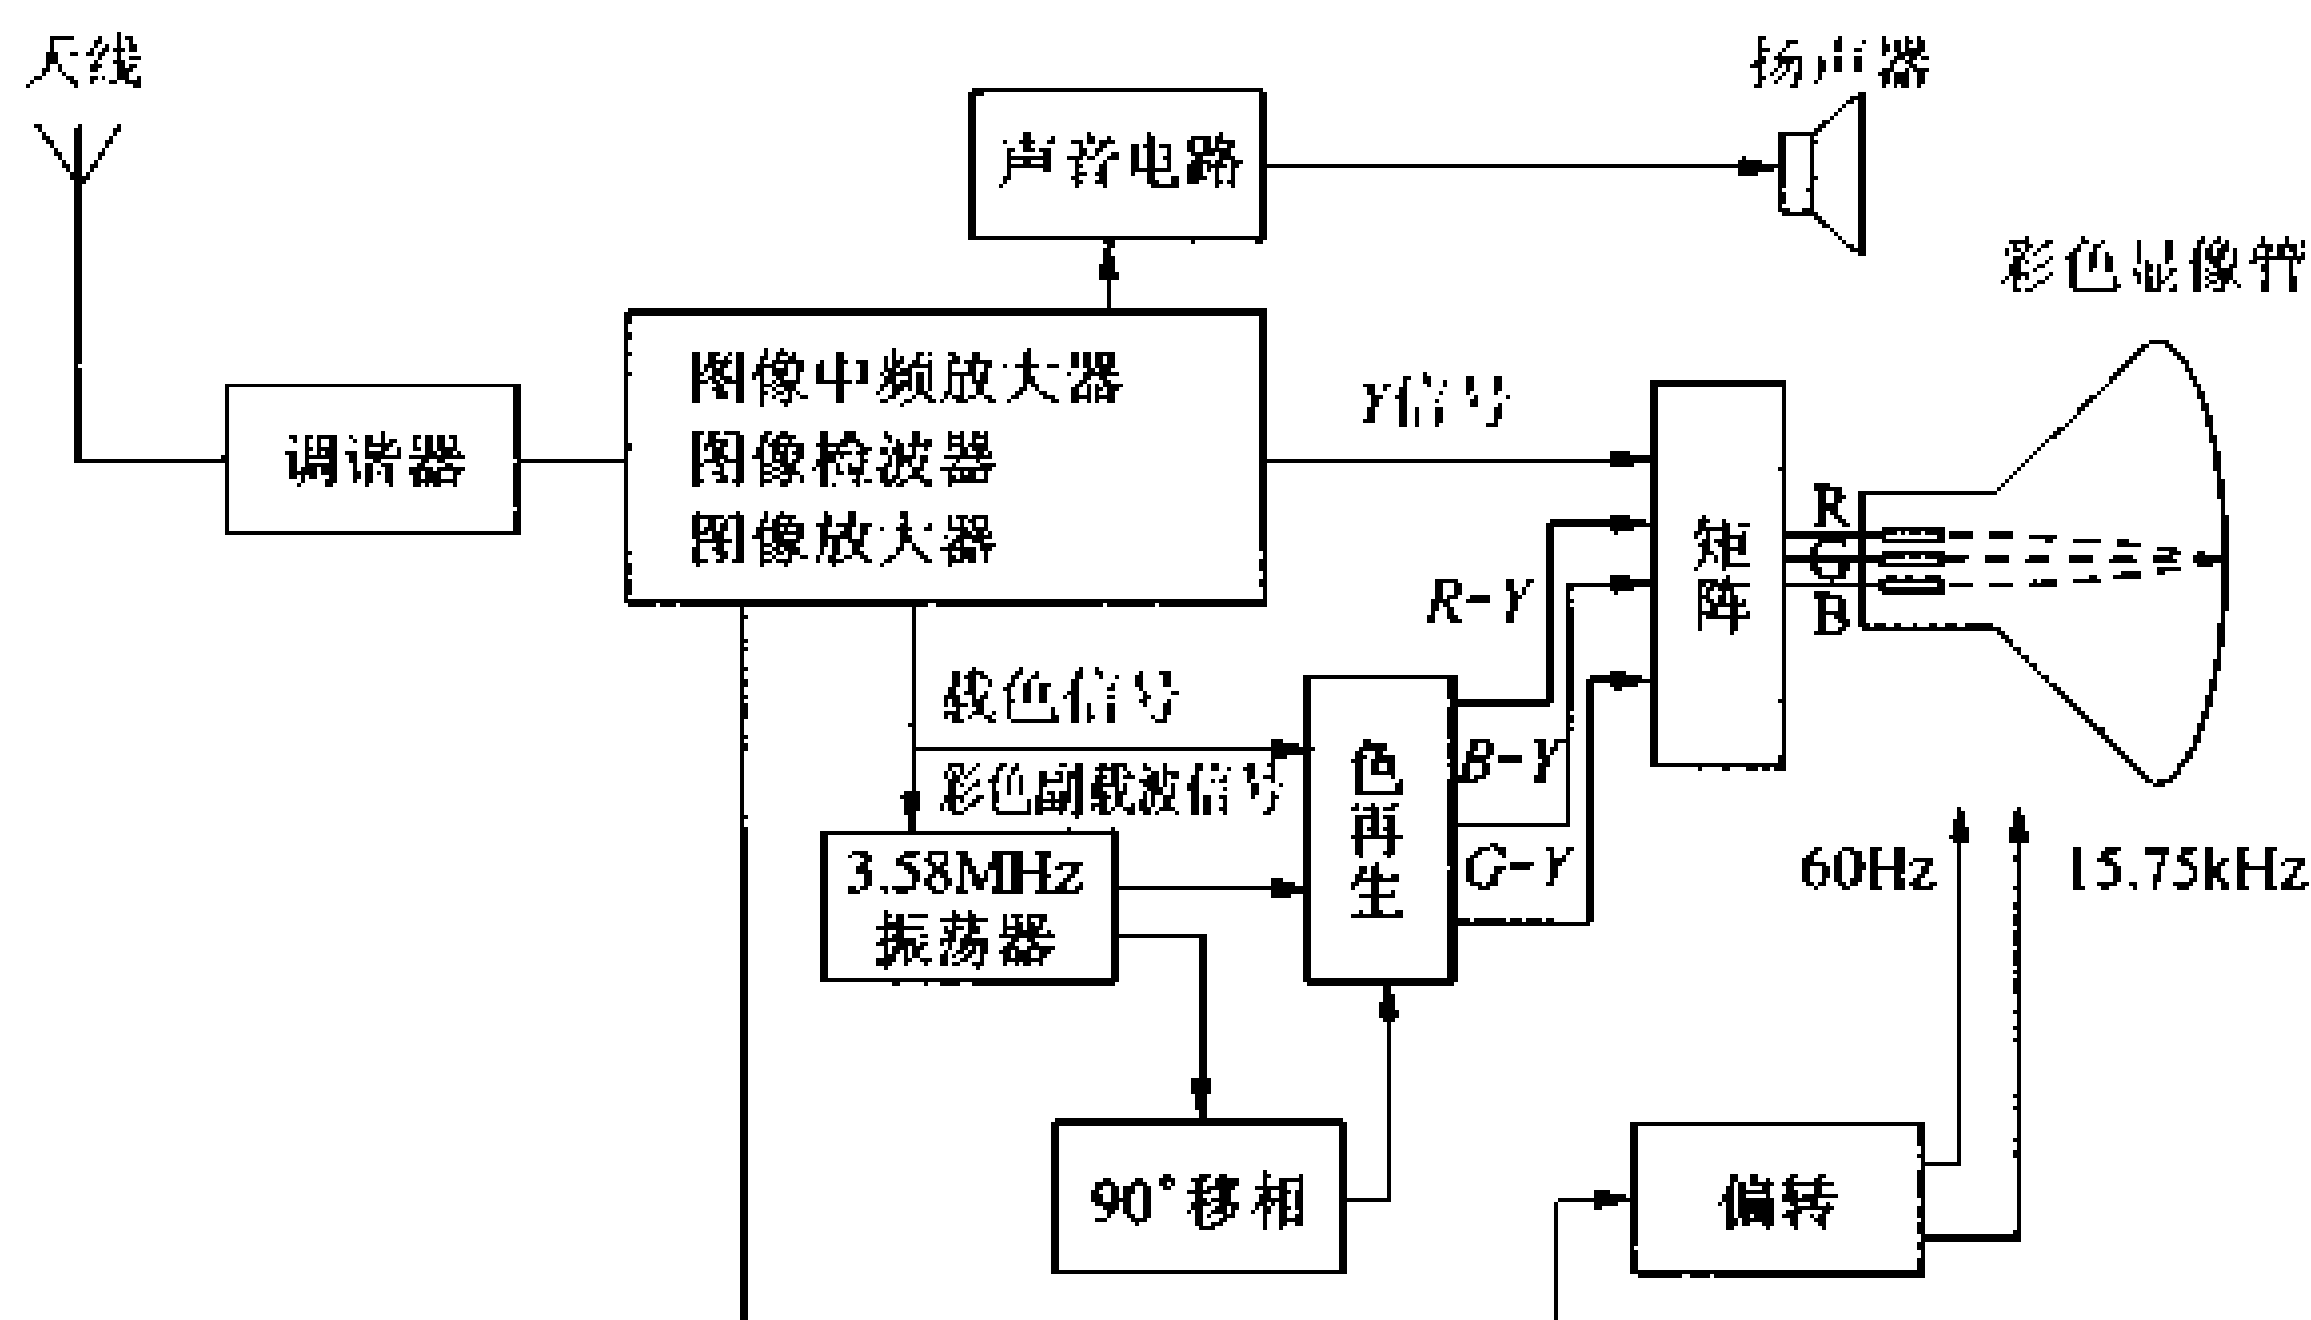 天线
扬声器
声音电路
彩色显像管
图像中频放大器
图像检波器
图像放大器
Y信号
调谐器
矩阵
R
G
B
R-Y
载色信号
色再生
B-Y
彩色副载波信号
3.58MHz
振荡器
G-Y
60Hz
15.75kHz
90°移相
偏转